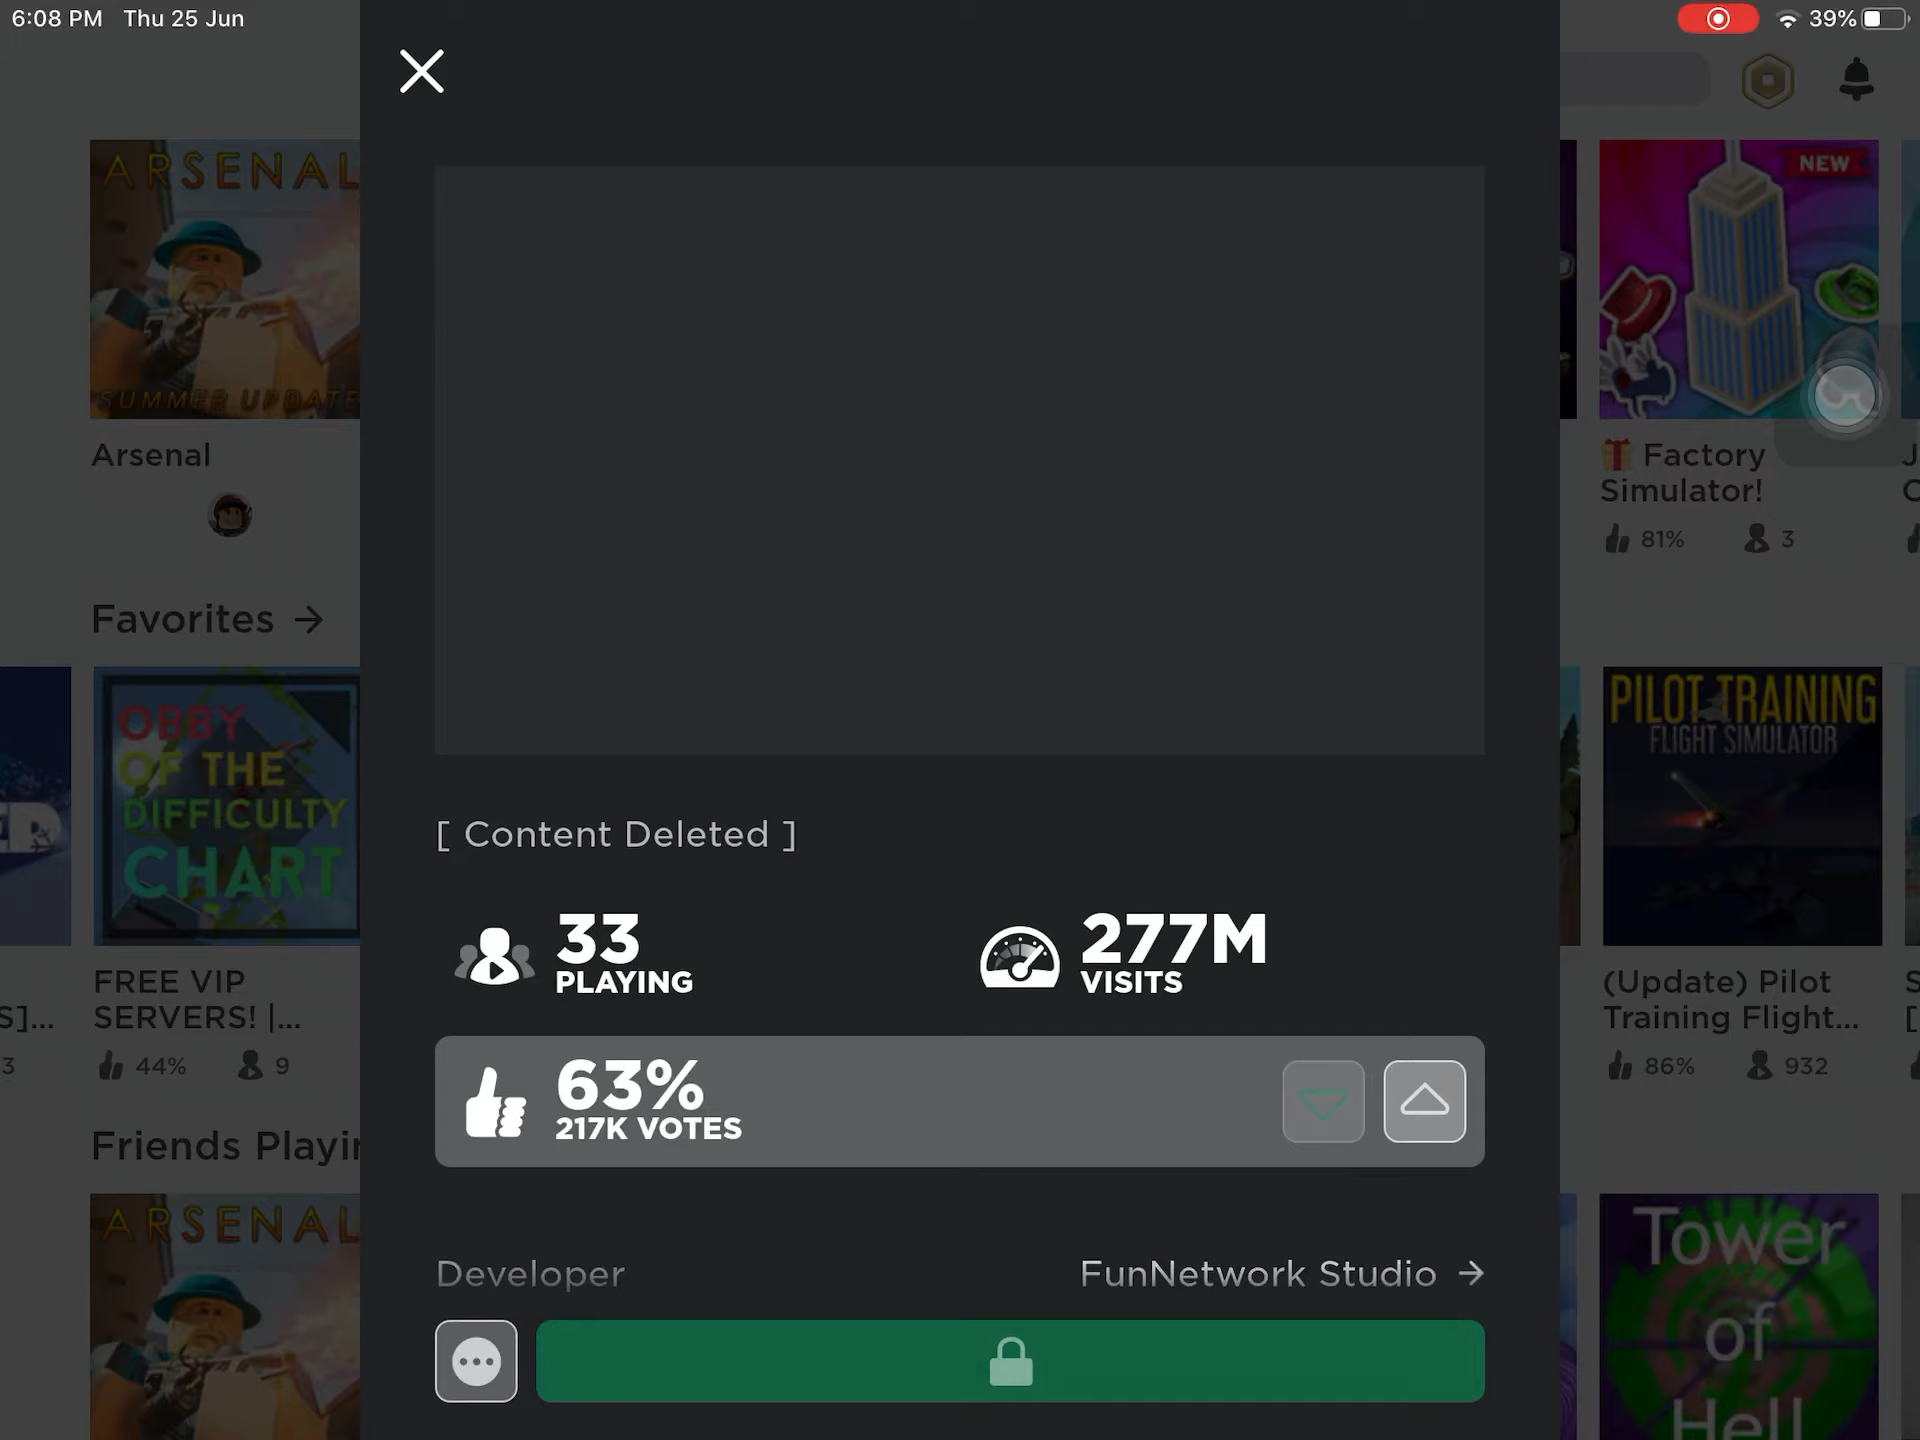 6:08 PM Thu 25 Jun
39%
ARSENAL
SUMMER UPDATE
Arsenal
NEW
Factory
Simulator!
81% 3
Favorites →
OBBY
OF THE
DIFFICULTY
CHART
FREE VIP
SERVERS! |...
44% 9
S]...
3
PILOT TRAINING
FLIGHT SIMULATOR
(Update) Pilot
Training Flight...
86% 932
[ Content Deleted ]
33
PLAYING
277M
VISITS
63%
217K VOTES
Developer
FunNetwork Studio →
Friends Playin
ARSENAL
Tower
of
Hell